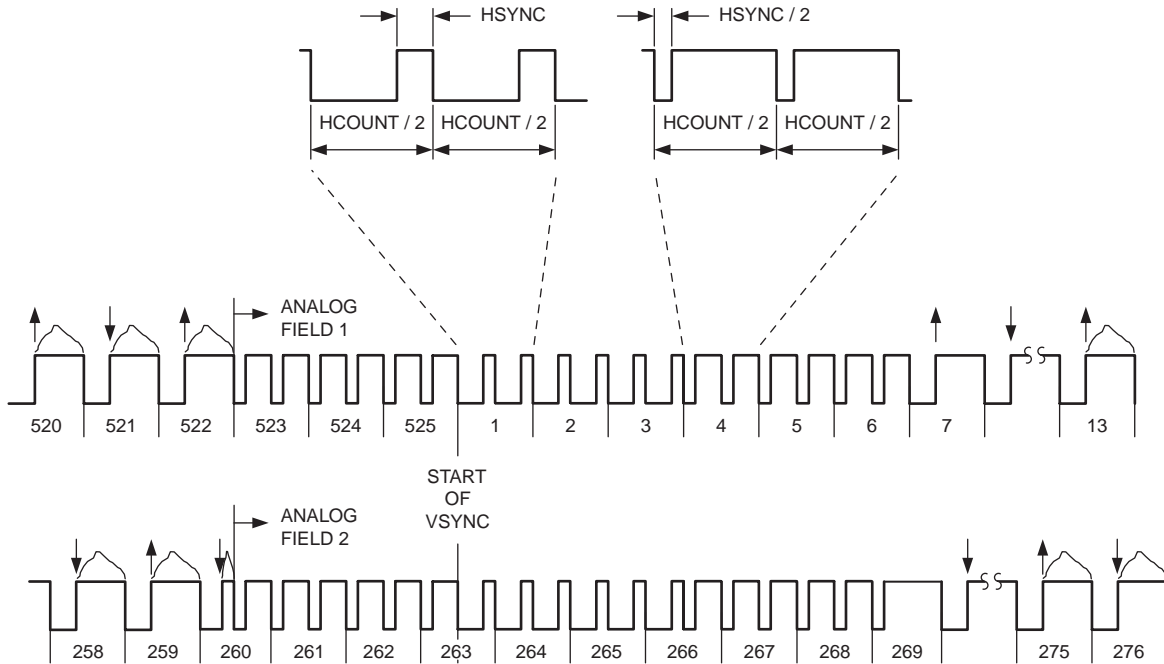 HSYNC
HSYNC / 2
HCOUNT / 2 HCOUNT / 2
HCOUNT / 2 HCOUNT / 2
ANALOG
FIELD 1
520 521 522 523 524 525 1 2 3 4 5 6 7 13
START
OF
VSYNC
ANALOG
FIELD 2
258 259 260 261 262 263 264 265 266 267 268 269 275 276